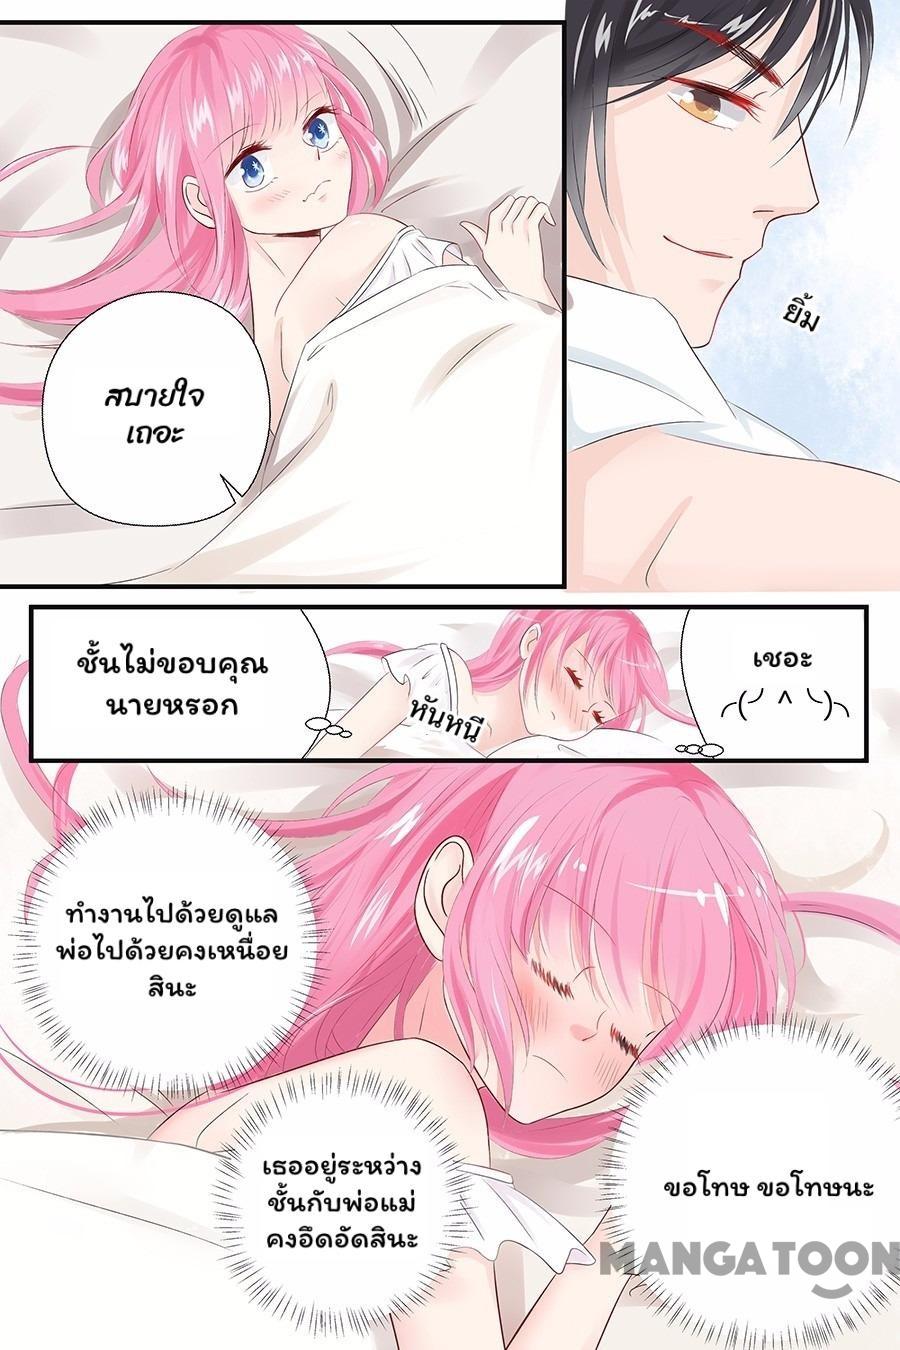 สบายใจ
เถอะ
ยิ้ม
ชั้นไม่ขอบคุณ
นายหรอก
หันหนี
เชอะ
╭(╯^╰)╮
ทำงานไปด้วยดูแล
พ่อไปด้วยคงเหนื่อย
สินะ
เธออยู่ระหว่าง
ชั้นกับพ่อแม่
คงอึดอัดสินะ
ขอโทษ ขอโทษนะ
MANGATOON